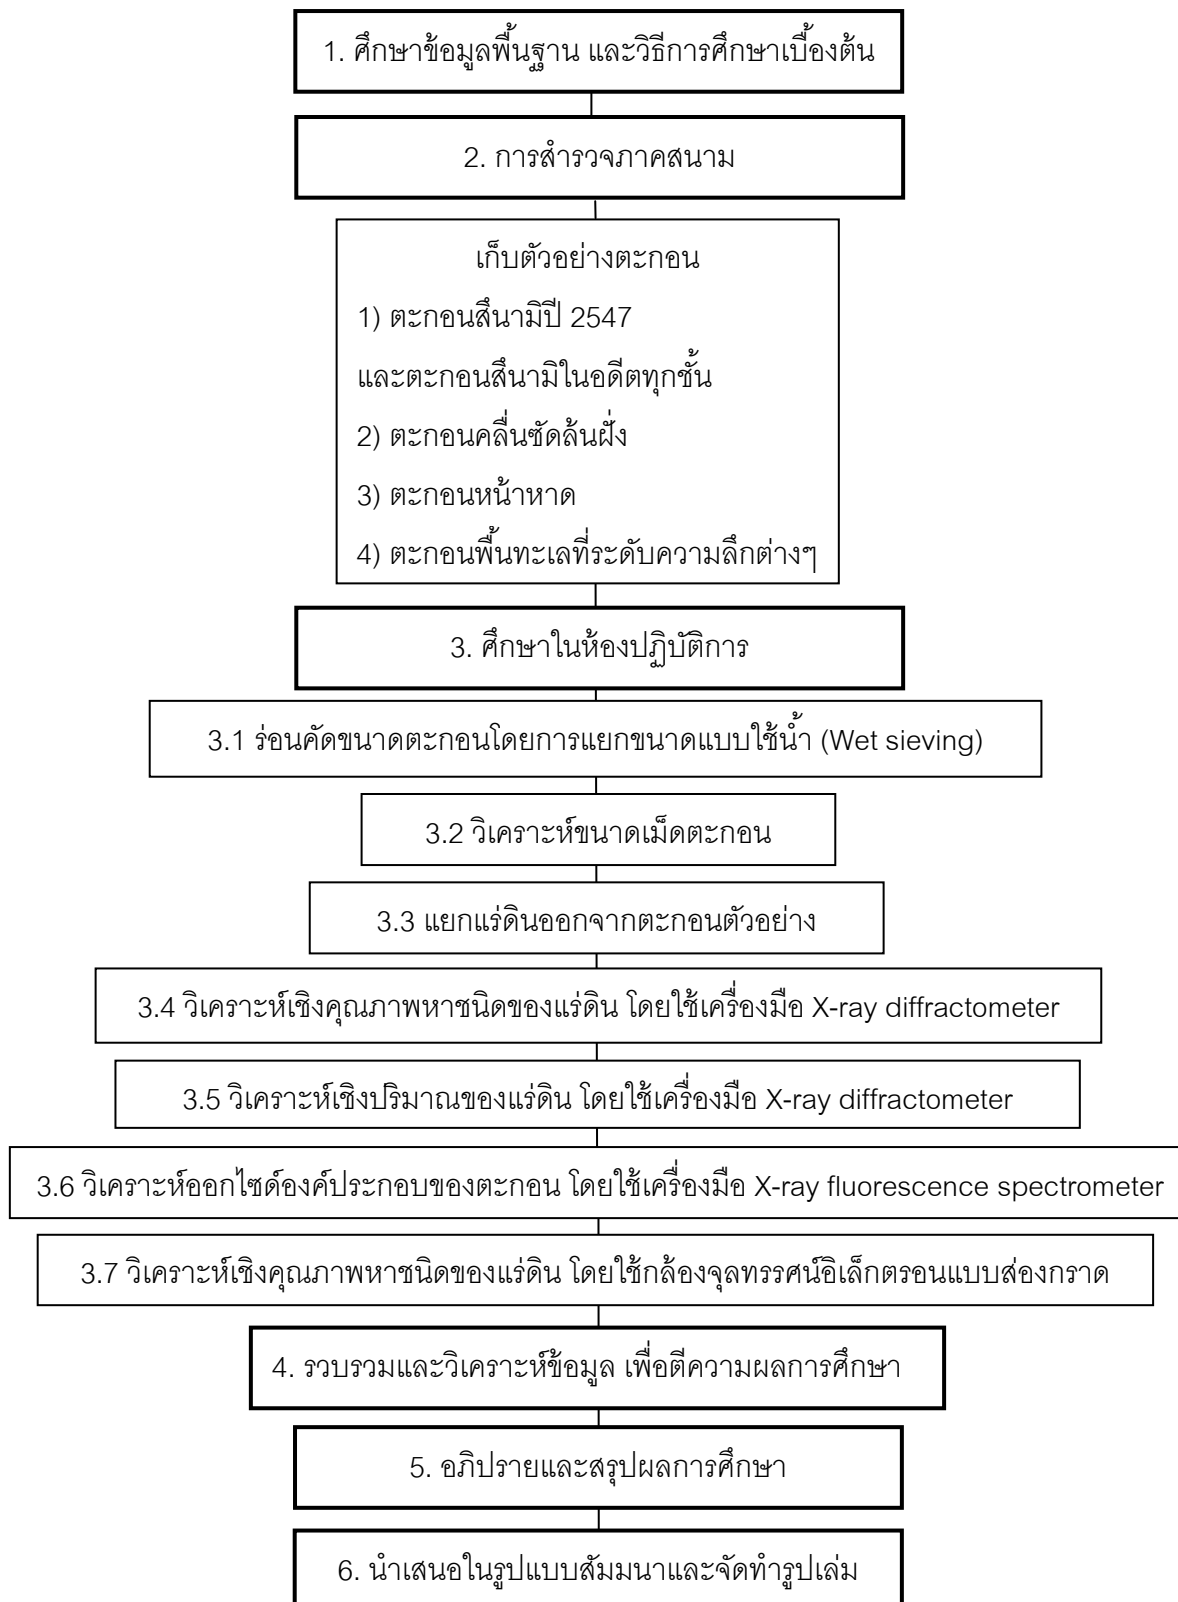 1. ศึกษาข้อมูลพื้นฐาน และวิธีการศึกษาเบื้องต้น
2. การสำรวจภาคสนาม
เก็บตัวอย่างตะกอน
1) ตะกอนสึนามิปี 2547
และตะกอนสึนามิในอดีตทุกชั้น
2) ตะกอนคลื่นซัดล้นฝั่ง
3) ตะกอนหน้าหาด
4) ตะกอนพื้นทะเลที่ระดับความลึกต่างๆ
3. ศึกษาในห้องปฏิบัติการ
3.1 ร่อนคัดขนาดตะกอนโดยการแยกขนาดแบบใช้น้ำ (Wet sieving)
3.2 วิเคราะห์ขนาดเม็ดตะกอน
3.3 แยกแร่ดินออกจากตะกอนตัวอย่าง
3.4 วิเคราะห์เชิงคุณภาพหาชนิดของแร่ดิน โดยใช้เครื่องมือ X-ray diffractometer
3.5 วิเคราะห์เชิงปริมาณของแร่ดิน โดยใช้เครื่องมือ X-ray diffractometer
3.6 วิเคราะห์ออกไซด์องค์ประกอบของตะกอน โดยใช้เครื่องมือ X-ray fluorescence spectrometer
3.7 วิเคราะห์เชิงคุณภาพหาชนิดของแร่ดิน โดยใช้กล้องจุลทรรศน์อิเล็กตรอนแบบส่องกราด
4. รวบรวมและวิเคราะห์ข้อมูล เพื่อตีความผลการศึกษา
5. อภิปรายและสรุปผลการศึกษา
6. นำเสนอในรูปแบบสัมมนาและจัดทำรูปเล่ม